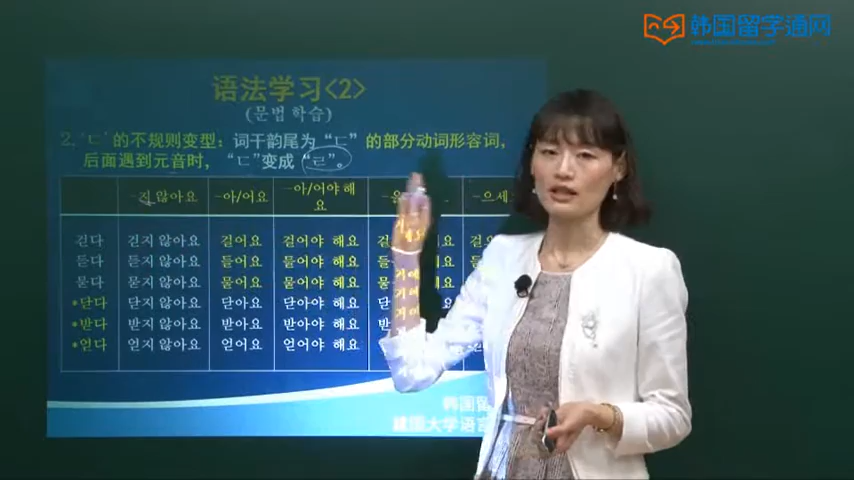 韩国留学通网
语法学习<2>
(문법 학습)
2. 'ㄷ' 的不规则变型: 词干韵尾为 "ㄷ" 的部分动词形容词,
后面遇到元音时, "ㄷ"变成 "ㄹ"。
-지 않아요 -아/어요 -아/어야 해요 -으세
걷다 걷지 않아요 걸어요 걸어야 해요
듣다 듣지 않아요 들어요 들어야 해요
묻다 묻지 않아요 물어요 물어야 해요
*닫다 닫지 않아요 닫아요 닫아야 해요
*받다 받지 않아요 받아요 받아야 해요
*얻다 얻지 않아요 얻어요 얻어야 해요
韩国留
建国大学语言